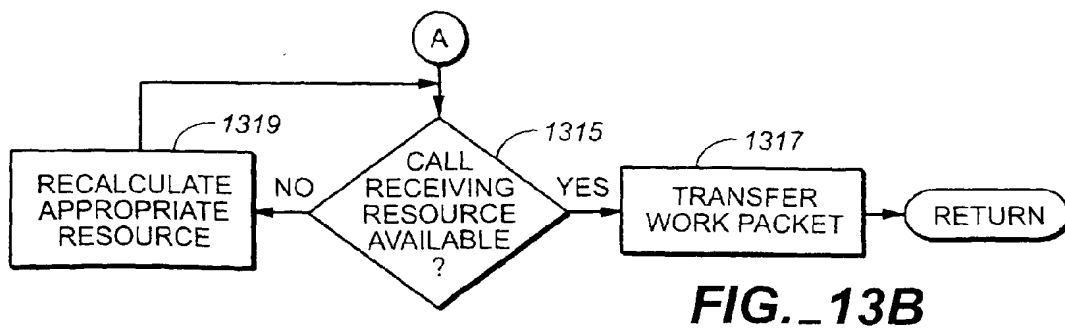 A
1319
1315
1317
RECALCULATE
APPROPRIATE
RESOURCE
NO
CALL
RECEIVING
RESOURCE
AVAILABLE
?
YES
TRANSFER
WORK PACKET
RETURN
FIG._13B